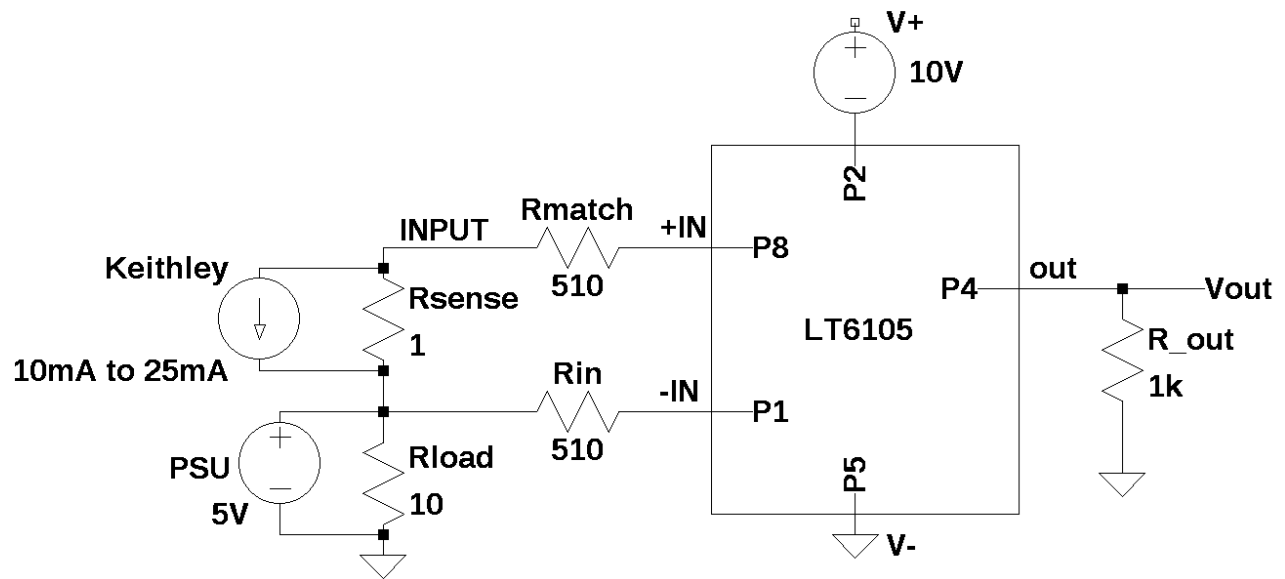 V+
10V
P2
Rmatch
INPUT
+IN
P8
Keithley
510
out
Rsense
P4
Vout
1
LT6105
R_out
10mA to 25mA
Rin
-IN
P1
1k
510
PSU
+
Rload
P5
5V
10
V-